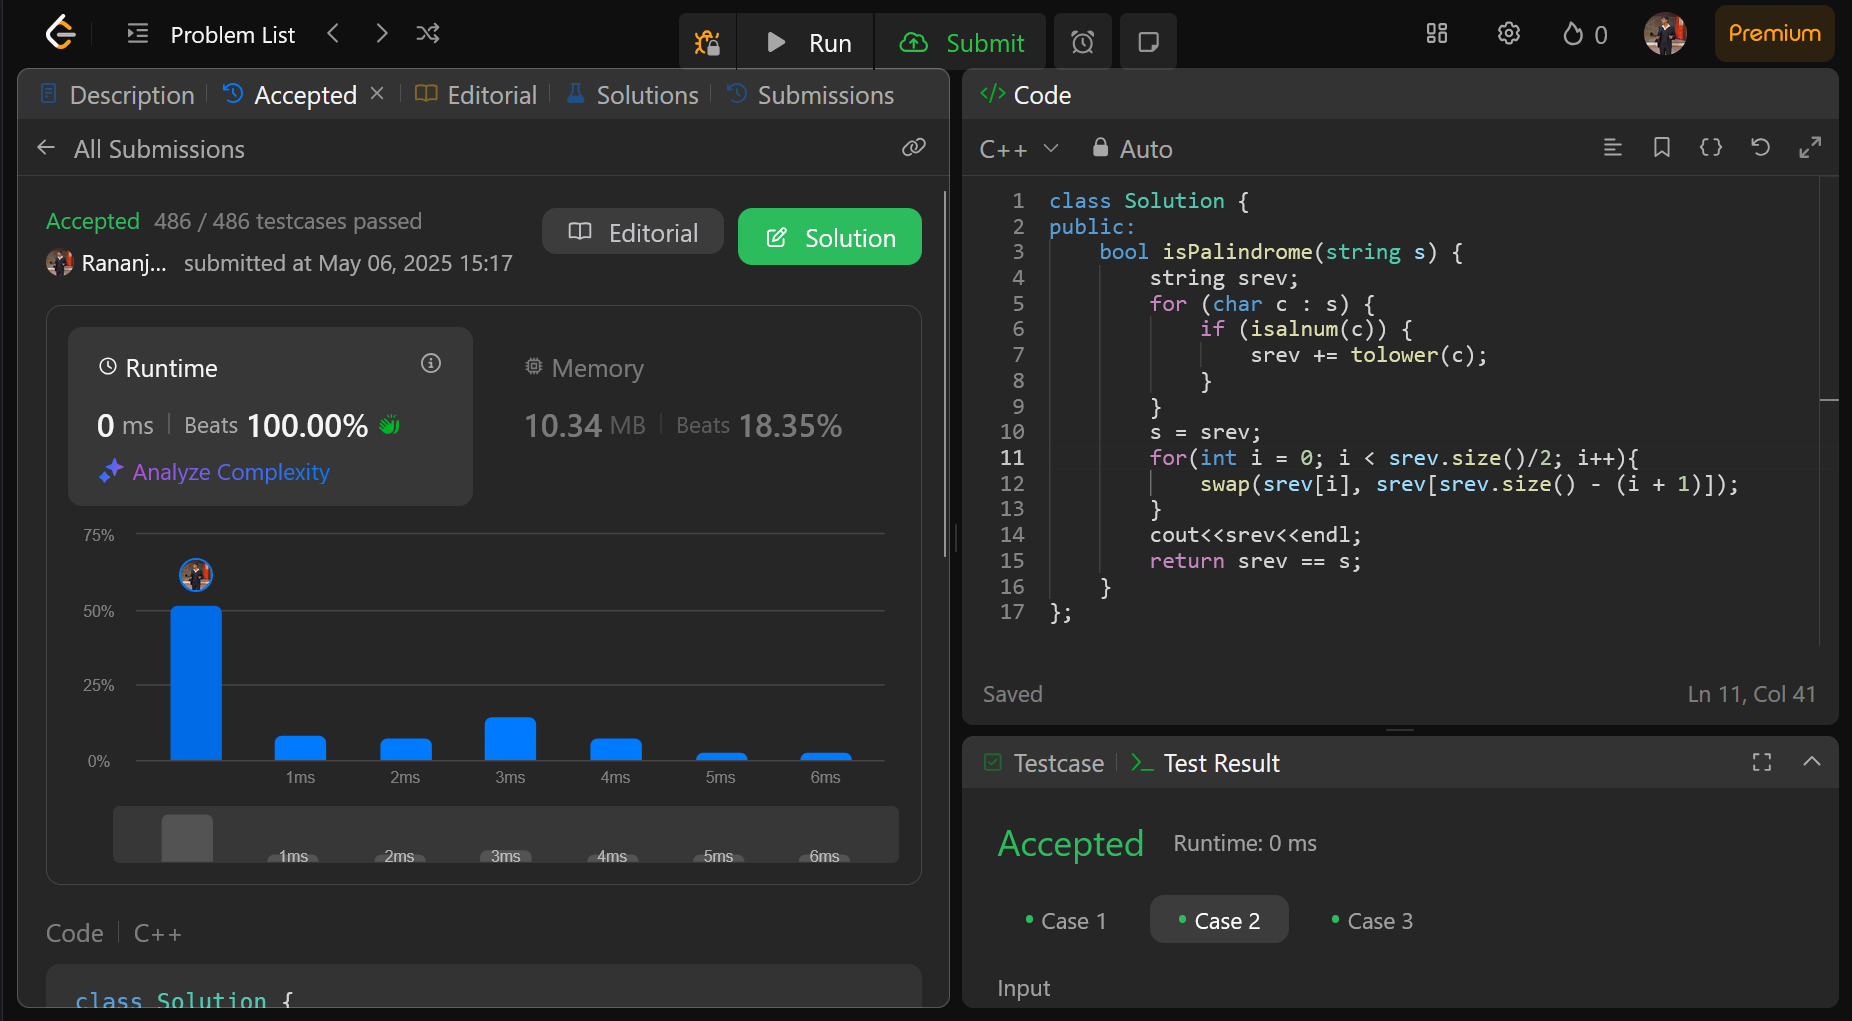 Problem List
Run
Submit
0
Premium
Description
Accepted
Editorial
Solutions
Submissions
All Submissions
Accepted 486 / 486 testcases passed
Rananj... submitted at May 06, 2025 15:17
Editorial
Solution
Runtime
0 ms Beats 100.00%
Analyze Complexity
Memory
10.34 MB Beats 18.35%
75%
50%
25%
0%
1ms 2ms 3ms 4ms 5ms 6ms
1ms 2ms 3ms 4ms 5ms 6ms
Code C++
class Solution {
</> Code
C++ Auto
1 class Solution {
2 public:
3     bool isPalindrome(string s) {
4         string srev;
5         for (char c : s) {
6             if (isalnum(c)) {
7                 srev += tolower(c);
8             }
9         }
10         s = srev;
11         for(int i = 0; i < srev.size()/2; i++){
12             swap(srev[i], srev[srev.size() - (i + 1)]);
13         }
14         cout<<srev<<endl;
15         return srev == s;
16     }
17 };
Saved
Ln 11, Col 41
Testcase
Test Result
Accepted Runtime: 0 ms
Case 1
Case 2
Case 3
Input